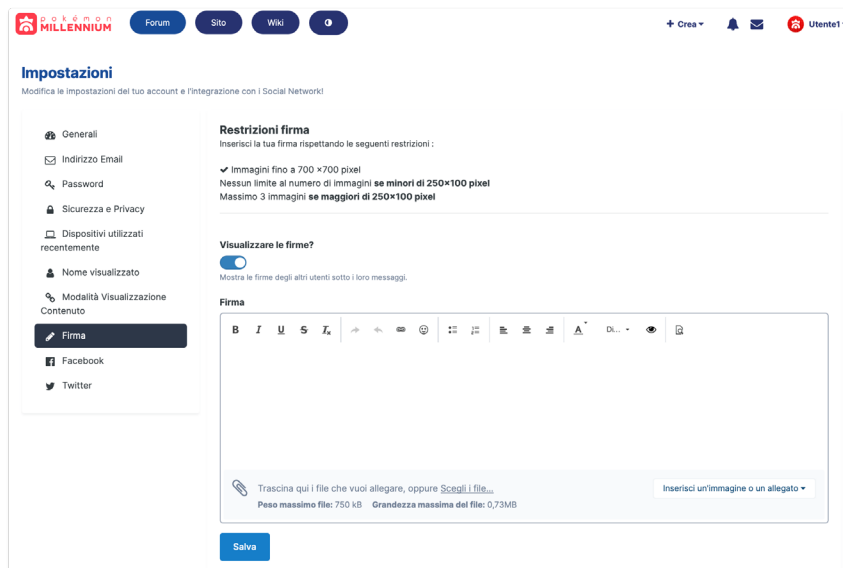 pokémon
MILLENNIUM
Forum
Sito
Wiki
+ Crea
Utente1
Impostazioni
Modifica le impostazioni del tuo account e l'integrazione con i Social Network!
Generali
Indirizzo Email
Password
Sicurezza e Privacy
Dispositivi utilizzati
recentemente
Nome visualizzato
Modalità Visualizzazione
Contenuto
Firma
Facebook
Twitter
Restrizioni firma
Inserisci la tua firma rispettando le seguenti restrizioni :
✔ Immagini fino a 700 ×700 pixel
Nessun limite al numero di immagini se minori di 250×100 pixel
Massimo 3 immagini se maggiori di 250×100 pixel
Visualizzare le firme?
Mostra le firme degli altri utenti sotto i loro messaggi.
Firma
B I U S Ix A Di...
Trascina qui i file che vuoi allegare, oppure Scegli i file...
Peso massimo file: 750 kB Grandezza massima del file: 0,73MB
Inserisci un'immagine o un allegato
Salva